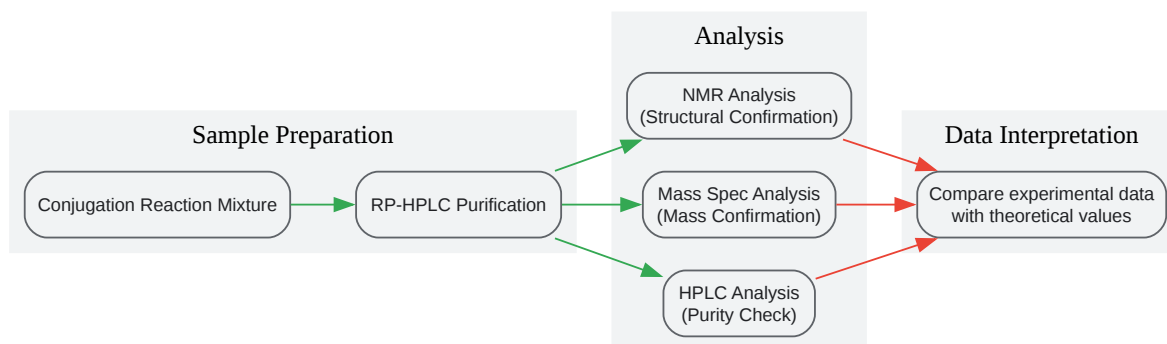 Sample Preparation
Conjugation Reaction Mixture
RP-HPLC Purification
Analysis
NMR Analysis
(Structural Confirmation)
Mass Spec Analysis
(Mass Confirmation)
HPLC Analysis
(Purity Check)
Data Interpretation
Compare experimental data
with theoretical values